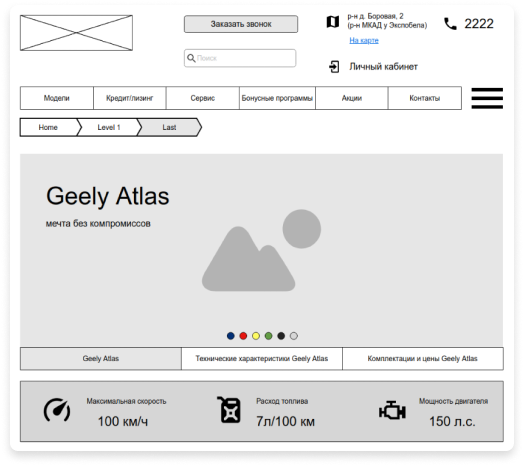 Заказать звонок
р-н д. Боровая, 2
(р-н МКАД у Экспобела)
2222
На карте
Поиск
Личный кабинет
Модели
Кредит/лизинг
Сервис
Бонусные программы
Акции
Контакты
Home
Level 1
Last
Geely Atlas
мечта без компромиссов
Geely Atlas
Технические характеристики Geely Atlas
Комплектации и цены Geely Atlas
Максимальная скорость
100 км/ч
Расход топлива
7л/100 км
Мощность двигателя
150 л.с.